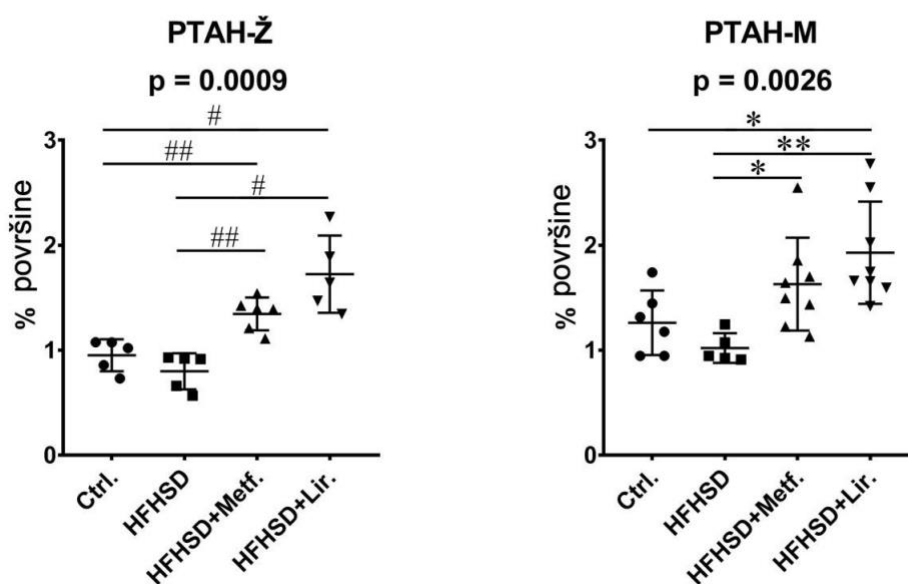 PTAH-Ž
p = 0.0009
#
##
#
##
% površine
3
2
1
0
Ctrl.
HFHSD
HFHSD+Metf.
HFHSD+Lir.
PTAH-M
p = 0.0026
*
**
*
% površine
3
2
1
0
Ctrl.
HFHSD
HFHSD+Metf.
HFHSD+Lir.